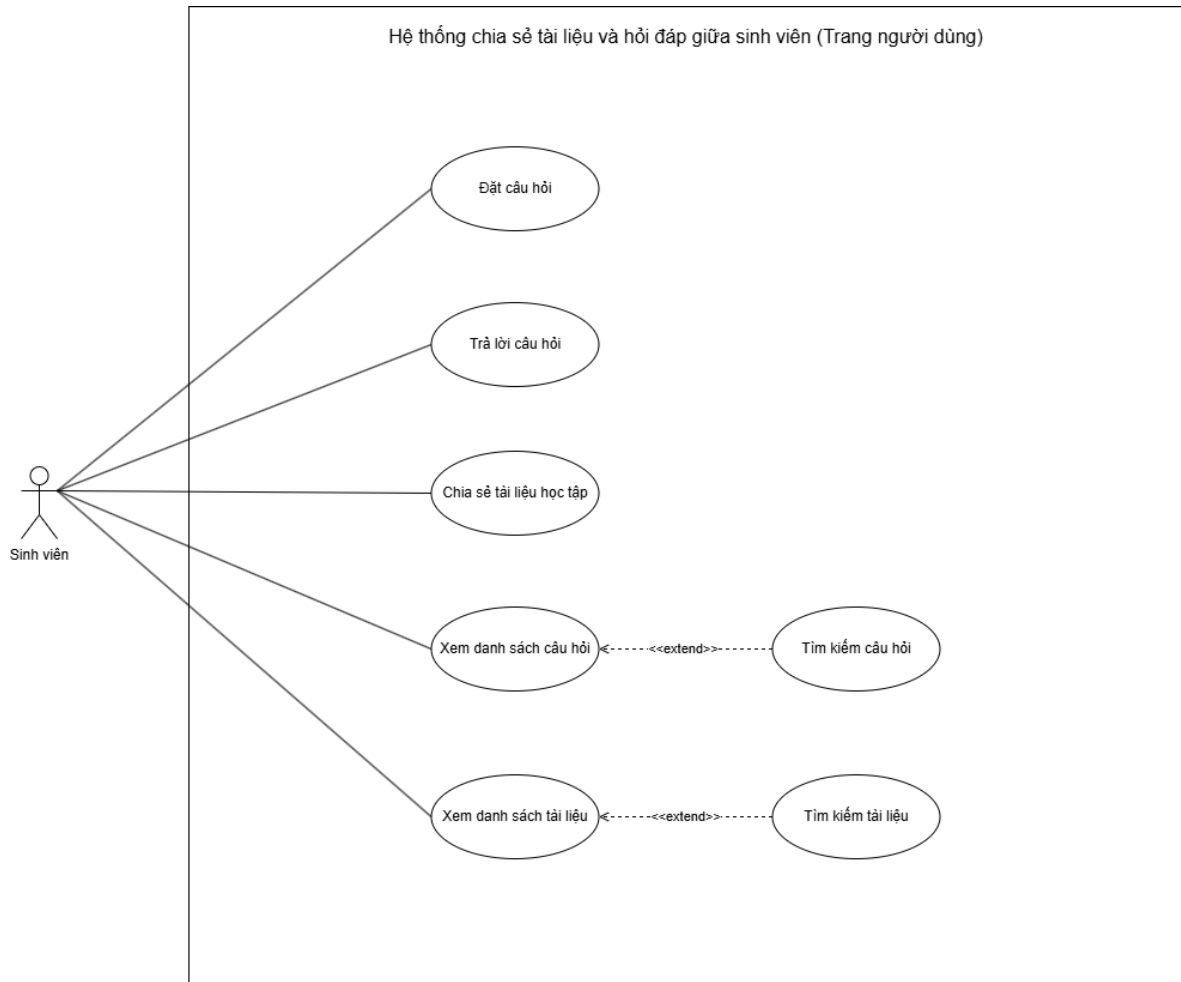 Hệ thống chia sẻ tài liệu và hỏi đáp giữa sinh viên (Trang người dùng)
Đặt câu hỏi
Trả lời câu hỏi
Chia sẻ tài liệu học tập
Sinh viên
Xem danh sách câu hỏi
<<extend>>
Tìm kiếm câu hỏi
Xem danh sách tài liệu
<<extend>>
Tìm kiếm tài liệu